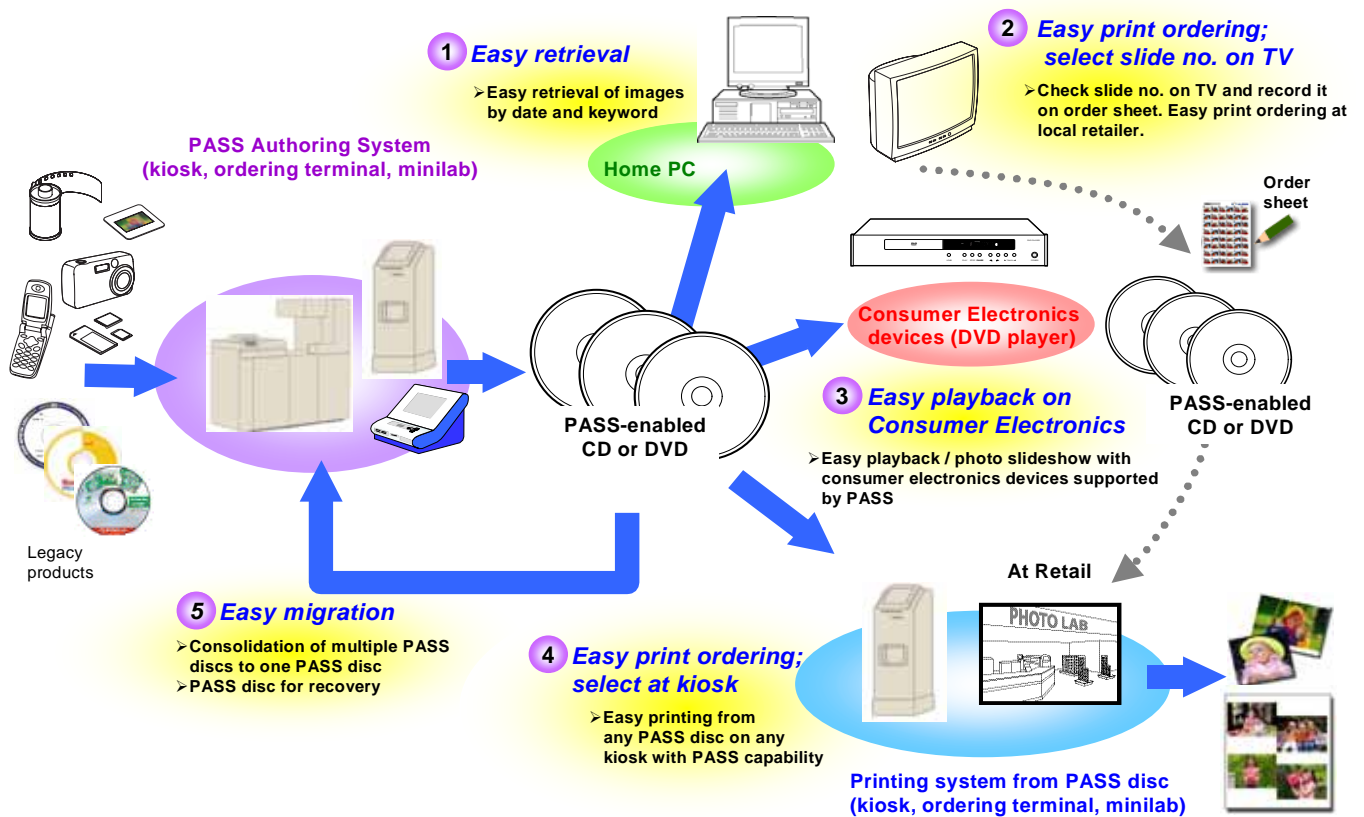 1 Easy retrieval
➢Easy retrieval of images
by date and keyword
2 Easy print ordering;
select slide no. on TV
➢Check slide no. on TV and record it
on order sheet. Easy print ordering at
local retailer.
PASS Authoring System
(kiosk, ordering terminal, minilab)
Home PC
Order
sheet
Consumer Electronics
devices (DVD player)
3 Easy playback on
Consumer Electronics
➢Easy playback / photo slideshow with
consumer electronics devices supported
by PASS
PASS-enabled
CD or DVD
PASS-enabled
CD or DVD
Legacy
products
At Retail
PHOTO LAB
5 Easy migration
➢Consolidation of multiple PASS
discs to one PASS disc
➢PASS disc for recovery
4 Easy print ordering;
select at kiosk
➢Easy printing from
any PASS disc on any
kiosk with PASS capability
Printing system from PASS disc
(kiosk, ordering terminal, minilab)